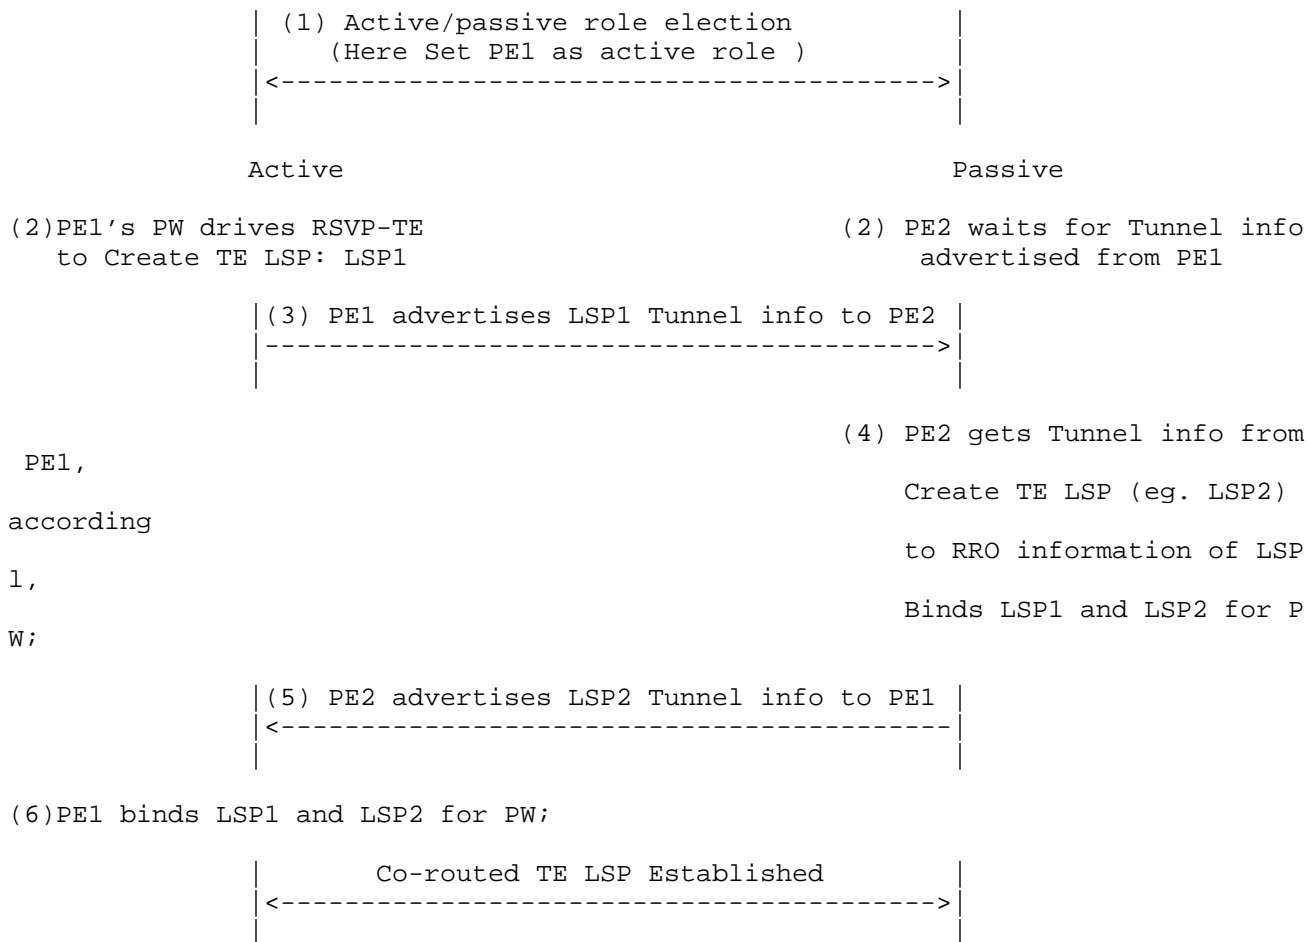 (1) Active/passive role election
(Here Set PE1 as active role )
<----------------------------------------->
Active Passive
(2)PE1's PW drives RSVP-TE (2) PE2 waits for Tunnel info
to Create TE LSP: LSP1 advertised from PE1
(3) PE1 advertises LSP1 Tunnel info to PE2
------------------------------------------>
(4) PE2 gets Tunnel info from
PE1,
Create TE LSP (eg. LSP2)
according
to RRO information of LSP
1,
Binds LSP1 and LSP2 for P
W;
(5) PE2 advertises LSP2 Tunnel info to PE1
<------------------------------------------
(6)PE1 binds LSP1 and LSP2 for PW;
Co-routed TE LSP Established
<----------------------------------------->